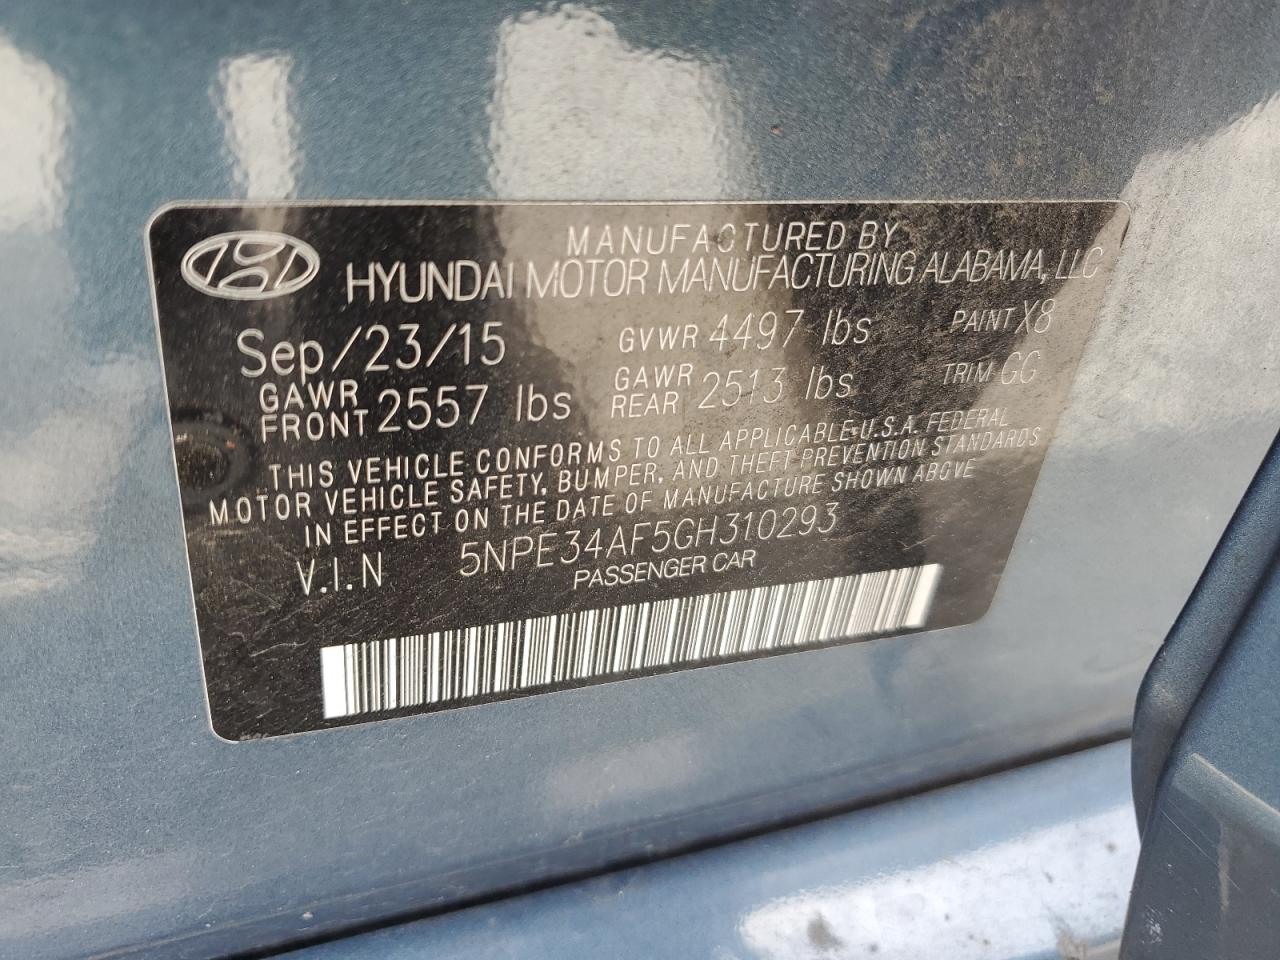 MANUFACTURED BY
HYUNDAI MOTOR MANUFACTURING ALABAMA, LLC
Sep/23/15 GVWR 4497 lbs PAINT X8
GAWR FRONT 2557 lbs GAWR REAR 2513 lbs TRIM GG
THIS VEHICLE CONFORMS TO ALL APPLICABLE U.S.A. FEDERAL
MOTOR VEHICLE SAFETY, BUMPER, AND THEFT PREVENTION STANDARDS
IN EFFECT ON THE DATE OF MANUFACTURE SHOWN ABOVE
V.I.N 5NPE34AF5GH310293
PASSENGER CAR